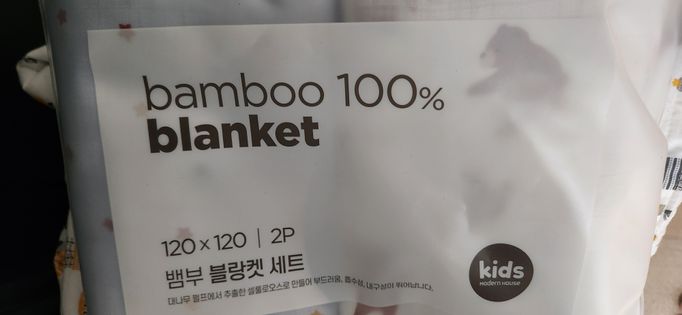 bamboo 100%
blanket
120 x 120 | 2P
뱀부 블랑켓 세트
대나무 펄프에서 추출한 셀룰로오스로 만들어 부드러움, 흡수성, 내구성이 뛰어납니다.
kids
MODERN HOUSE